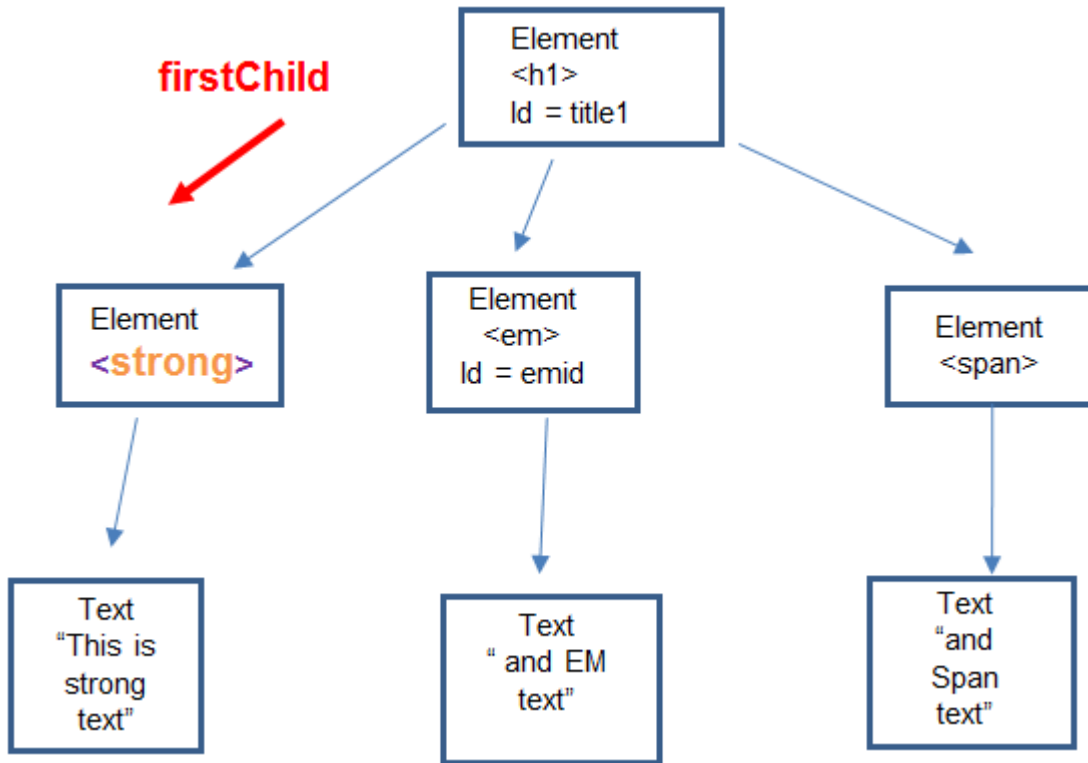 firstChild
Element
<h1>
Id = title1
Element
<strong>
Element
<em>
Id = emid
Element
<span>
Text
“This is
strong
text”
Text
“ and EM
text”
Text
“and
Span
text”